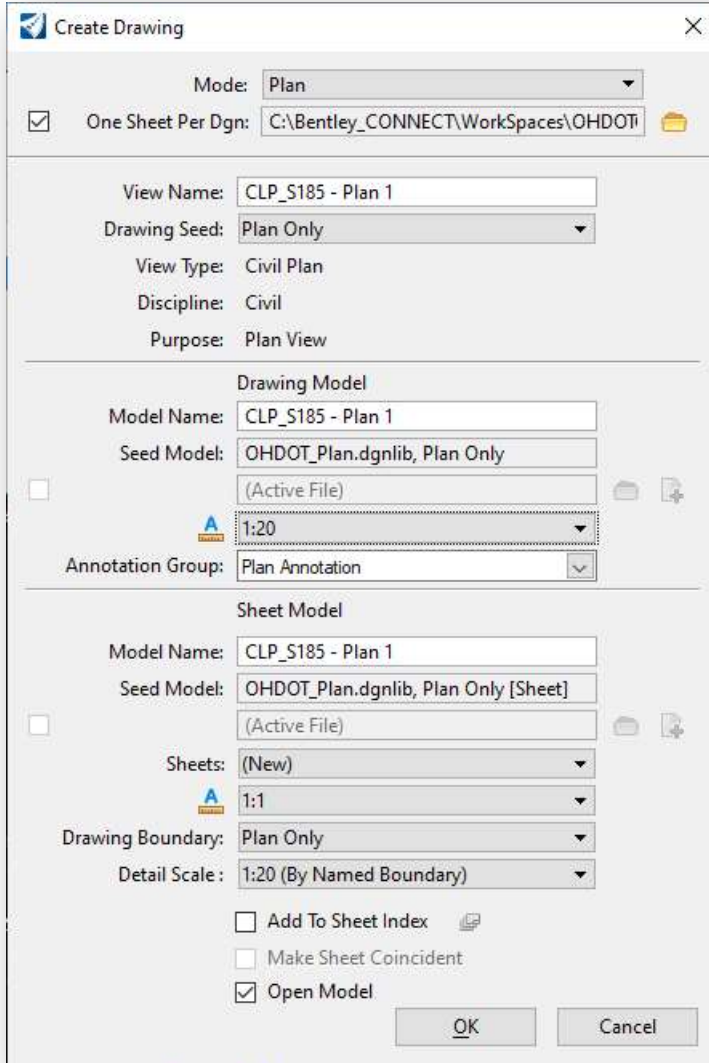 Create Drawing
Mode: Plan
One Sheet Per Dgn: C:\Bentley_CONNECT\WorkSpaces\OHDOT
View Name: CLP_S185 - Plan 1
Drawing Seed: Plan Only
View Type: Civil Plan
Discipline: Civil
Purpose: Plan View
Drawing Model
Model Name: CLP_S185 - Plan 1
Seed Model: OHDOT_Plan.dgnlib, Plan Only
(Active File)
A 1:20
Annotation Group: Plan Annotation
Sheet Model
Model Name: CLP_S185 - Plan 1
Seed Model: OHDOT_Plan.dgnlib, Plan Only [Sheet]
(Active File)
Sheets: (New)
A 1:1
Drawing Boundary: Plan Only
Detail Scale : 1:20 (By Named Boundary)
Add To Sheet Index
Make Sheet Coincident
Open Model
OK Cancel